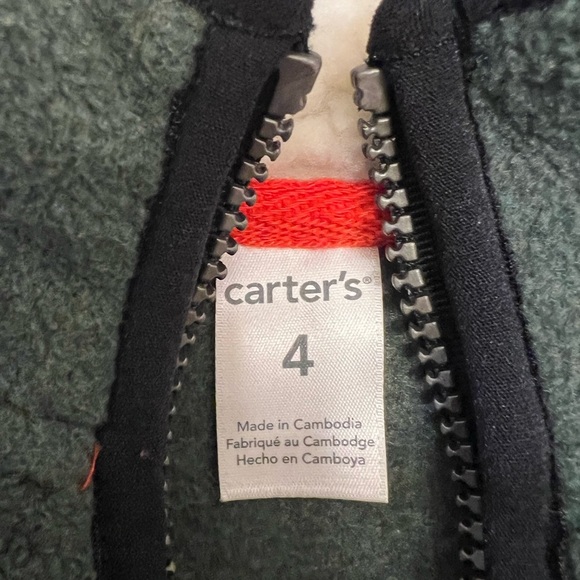 carter's®
4
Made in Cambodia
Fabriqué au Cambodge
Hecho en Camboya